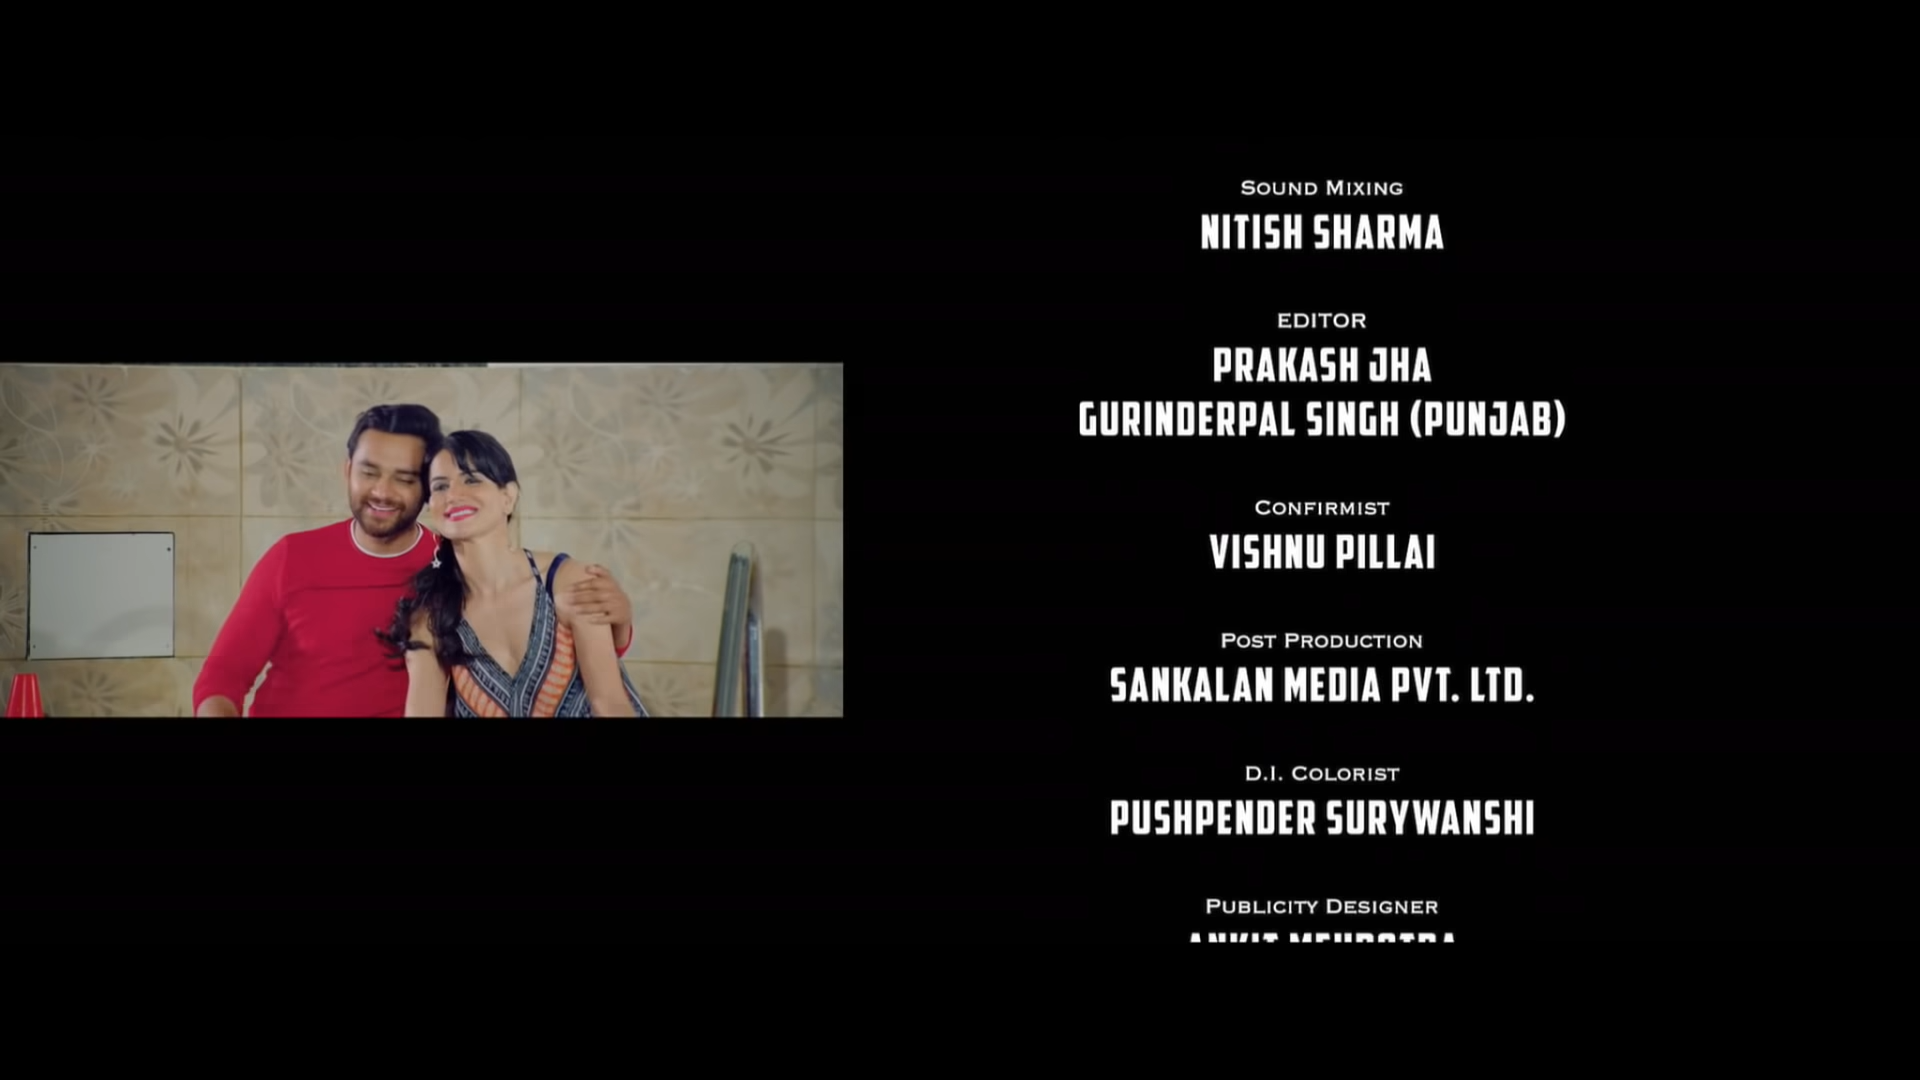 SOUND MIXING
NITISH SHARMA
EDITOR
PRAKASH JHA
GURINDERPAL SINGH (PUNJAB)
CONFIRMIST
VISHNU PILLAI
POST PRODUCTION
SANKALAN MEDIA PVT. LTD.
D.I. COLORIST
PUSHPENDER SURYWANSHI
PUBLICITY DESIGNER